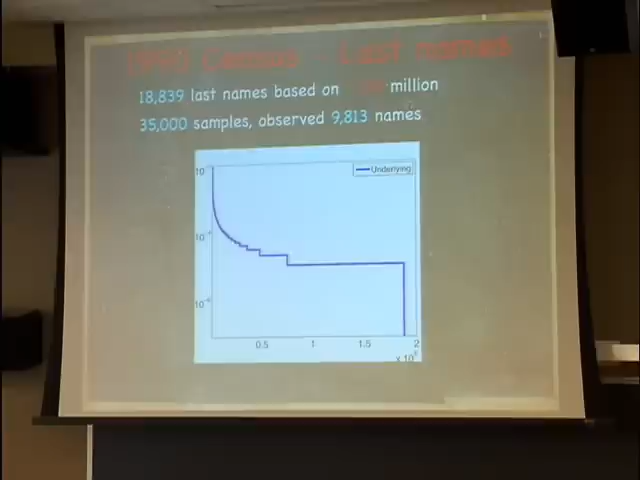 1990 Census - Last names
18,839 last names based on million
35,000 samples, observed 9,813 names
Underlying
0.5 1 1.5 2